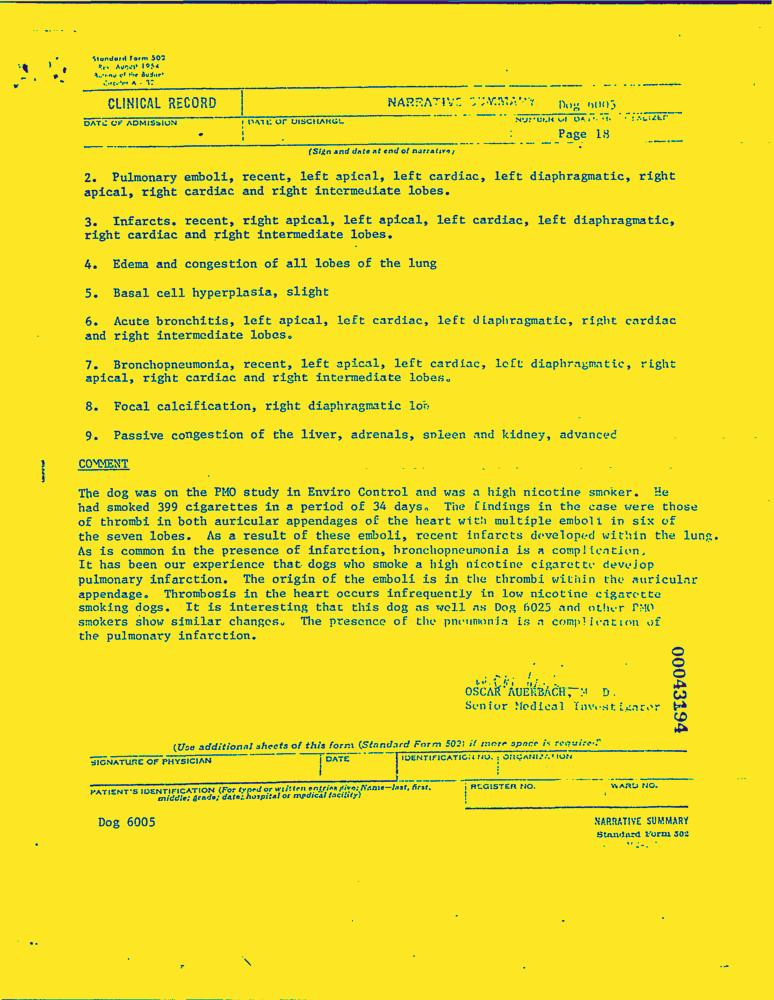 Standard Form 502
Rev. August 1954
Bureau of the Budget
Circular A - 32
CLINICAL RECORD
NARRATIVE SUMMARY
Dog 6005
DATE OF ADMISSION
DATE OF DISCHARGE
NUMBER OF DAYS
Page 18
(Sign and date at end of narrative)
2. Pulmonary emboli, recent, left apical, left cardiac, left diaphragmatic, right
apical, right cardiac and right intermediate lobes.
3. Infarcts. recent, right apical, left apical, left cardiac, left diaphragmatic,
right cardiac and right intermediate lobes.
4. Edema and congestion of all lobes of the lung
5. Basal cell hyperplasia, slight
6. Acute bronchitis, left apical, left cardiac, left diaphragmatic, right cardiac
and right intermediate lobes.
7. Bronchopneumonia, recent, left apical, left cardiac, left diaphragmatic, right
apical, right cardiac and right intermediate lobes.
8. Focal calcification, right diaphragmatic lob
9. Passive congestion of the liver, adrenals, spleen and kidney, advanced
COMMENT
The dog was on the PMO study in Enviro Control and was a high nicotine smoker. He
had smoked 399 cigarettes in a period of 34 days. The findings in the case were those
of thrombi in both auricular appendages of the heart with multiple emboli in six of
the seven lobes. As a result of these emboli, recent infarcts developed within the lung.
As is common in the presence of infarction, bronchopneumonia is a complication.
It has been our experience that dogs who smoke a high nicotine cigarette develop
pulmonary infarction. The origin of the emboli is in the thrombi within the auricular
appendage. Thrombosis in the heart occurs infrequently in low nicotine cigarette
smoking dogs. It is interesting that this dog as well as Dog 6025 and other PMO
smokers show similar changes. The presence of the pneumonia is a complication of
the pulmonary infarction.
OSCAR AUERBACH, M D.
Senior Medical Investigator
00043194
(Use additional sheets of this form (Standard Form 502) if more space is required)
SIGNATURE OF PHYSICIAN
DATE
IDENTIFICATION NO.
ORGANIZATION
PATIENT'S IDENTIFICATION (For typed or written entries give: Name—last, first,
middle; grade; date; hospital or medical facility)
REGISTER NO.
WARD NO.
Dog 6005
NARRATIVE SUMMARY
Standard Form 502